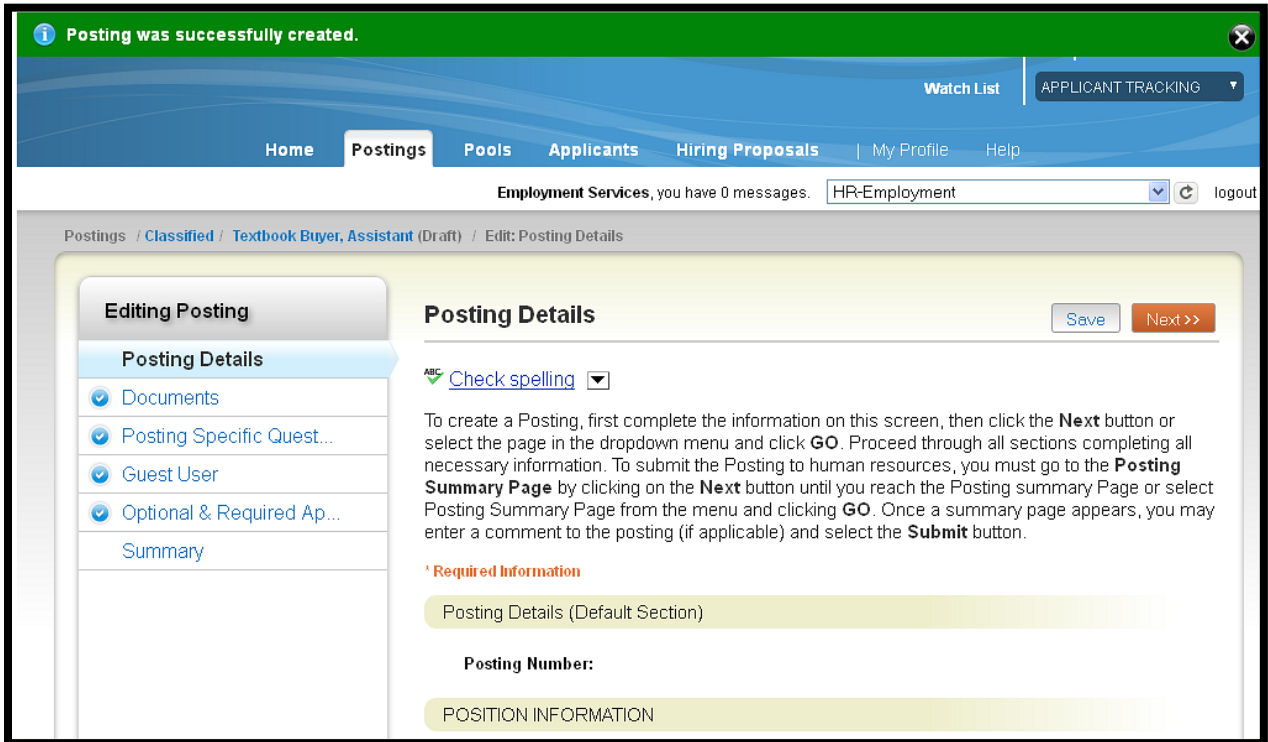 Posting was successfully created.
Watch List
APPLICANT TRACKING
Home Postings Pools Applicants Hiring Proposals | My Profile Help
Employment Services, you have 0 messages. HR-Employment logout
Postings / Classified / Textbook Buyer, Assistant (Draft) / Edit: Posting Details
Editing Posting
Posting Details
Documents
Posting Specific Quest...
Guest User
Optional & Required Ap...
Summary
Posting Details
Save
Next >>
ABC Check spelling
To create a Posting, first complete the information on this screen, then click the Next button or
select the page in the dropdown menu and click GO. Proceed through all sections completing all
necessary information. To submit the Posting to human resources, you must go to the Posting
Summary Page by clicking on the Next button until you reach the Posting summary Page or select
Posting Summary Page from the menu and clicking GO. Once a summary page appears, you may
enter a comment to the posting (if applicable) and select the Submit button.
* Required Information
Posting Details (Default Section)
Posting Number:
POSITION INFORMATION